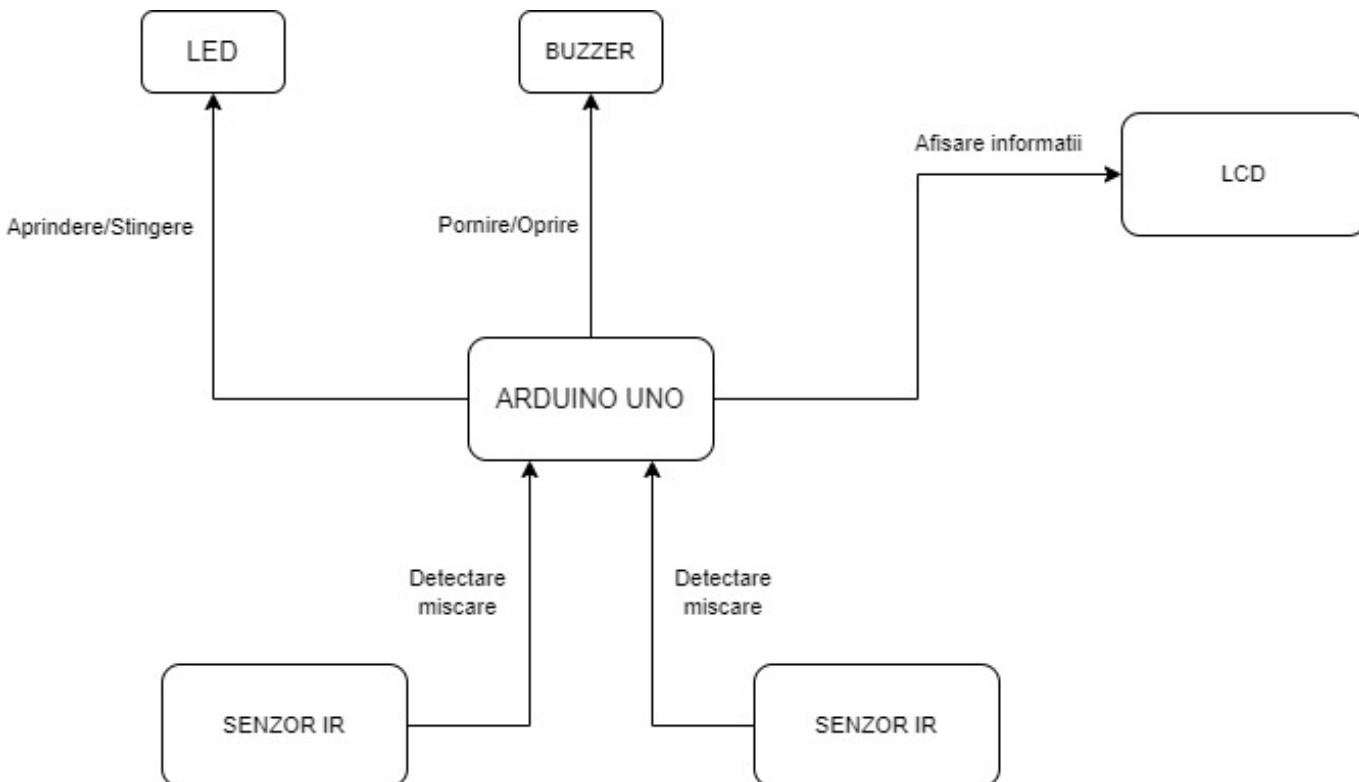 LED
BUZZER
Afisare informatii
LCD
Aprindere/Stingere
Pornire/Oprire
ARDUINO UNO
Detectare
miscare
Detectare
miscare
SENZOR IR
SENZOR IR